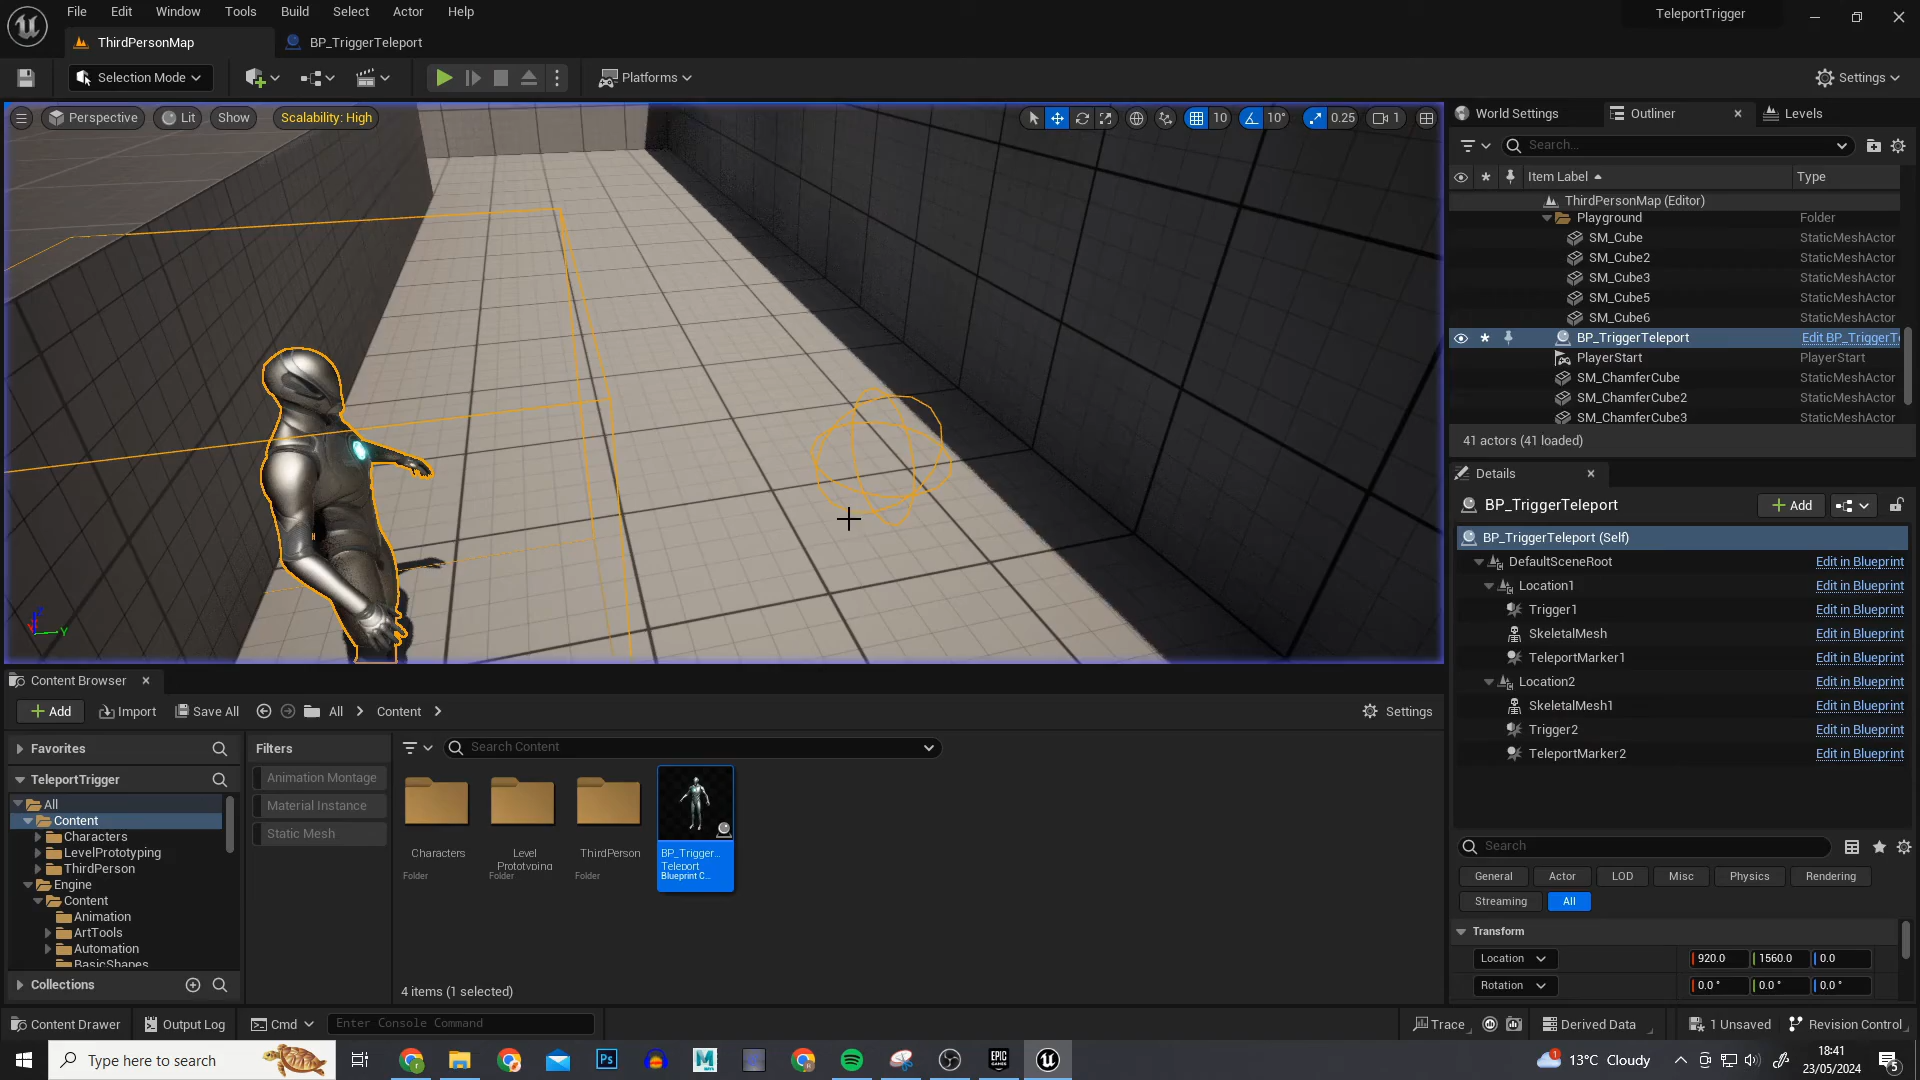 File Edit Window Tools Build Select Actor Help
TeleportTrigger
ThirdPersonMap
BP_TriggerTeleport
Selection Mode
Platforms
Settings
Perspective
Lit
Show
Scalability: High
10
10°
0.25
1
World Settings
Outliner
Levels
Search...
Item Label
Type
ThirdPersonMap (Editor)
Playground Folder
SM_Cube StaticMeshActor
SM_Cube2 StaticMeshActor
SM_Cube3 StaticMeshActor
SM_Cube5 StaticMeshActor
SM_Cube6 StaticMeshActor
BP_TriggerTeleport Edit BP_TriggerT
PlayerStart PlayerStart
SM_ChamferCube StaticMeshActor
SM_ChamferCube2 StaticMeshActor
SM_ChamferCube3 StaticMeshActor
41 actors (41 loaded)
Details
BP_TriggerTeleport
Add
BP_TriggerTeleport (Self)
DefaultSceneRoot Edit in Blueprint
Location1 Edit in Blueprint
Trigger1 Edit in Blueprint
SkeletalMesh Edit in Blueprint
TeleportMarker1 Edit in Blueprint
Location2 Edit in Blueprint
SkeletalMesh1 Edit in Blueprint
Trigger2 Edit in Blueprint
TeleportMarker2 Edit in Blueprint
Search
General Actor LOD Misc Physics Rendering
Streaming All
Transform
Location 920.0 1560.0 0.0
Rotation 0.0° 0.0° 0.0°
Content Browser
Add
Import
Save All
All
Content
Settings
Favorites
TeleportTrigger
All
Content
Characters
LevelPrototyping
ThirdPerson
Engine
Content
Animation
ArtTools
Automation
BasicShapes
Collections
Filters
Animation Montage
Material Instance
Static Mesh
Search Content
Characters
Folder
Level
Prototyping
Folder
ThirdPerson
Folder
BP_Trigger...
Teleport
Blueprint C...
4 items (1 selected)
Content Drawer
Output Log
Cmd
Enter Console Command
Trace
Derived Data
1 Unsaved
Revision Control
Type here to search
Ps
M
EPIC
GAMES
13°C Cloudy
18:41
23/05/2024
5